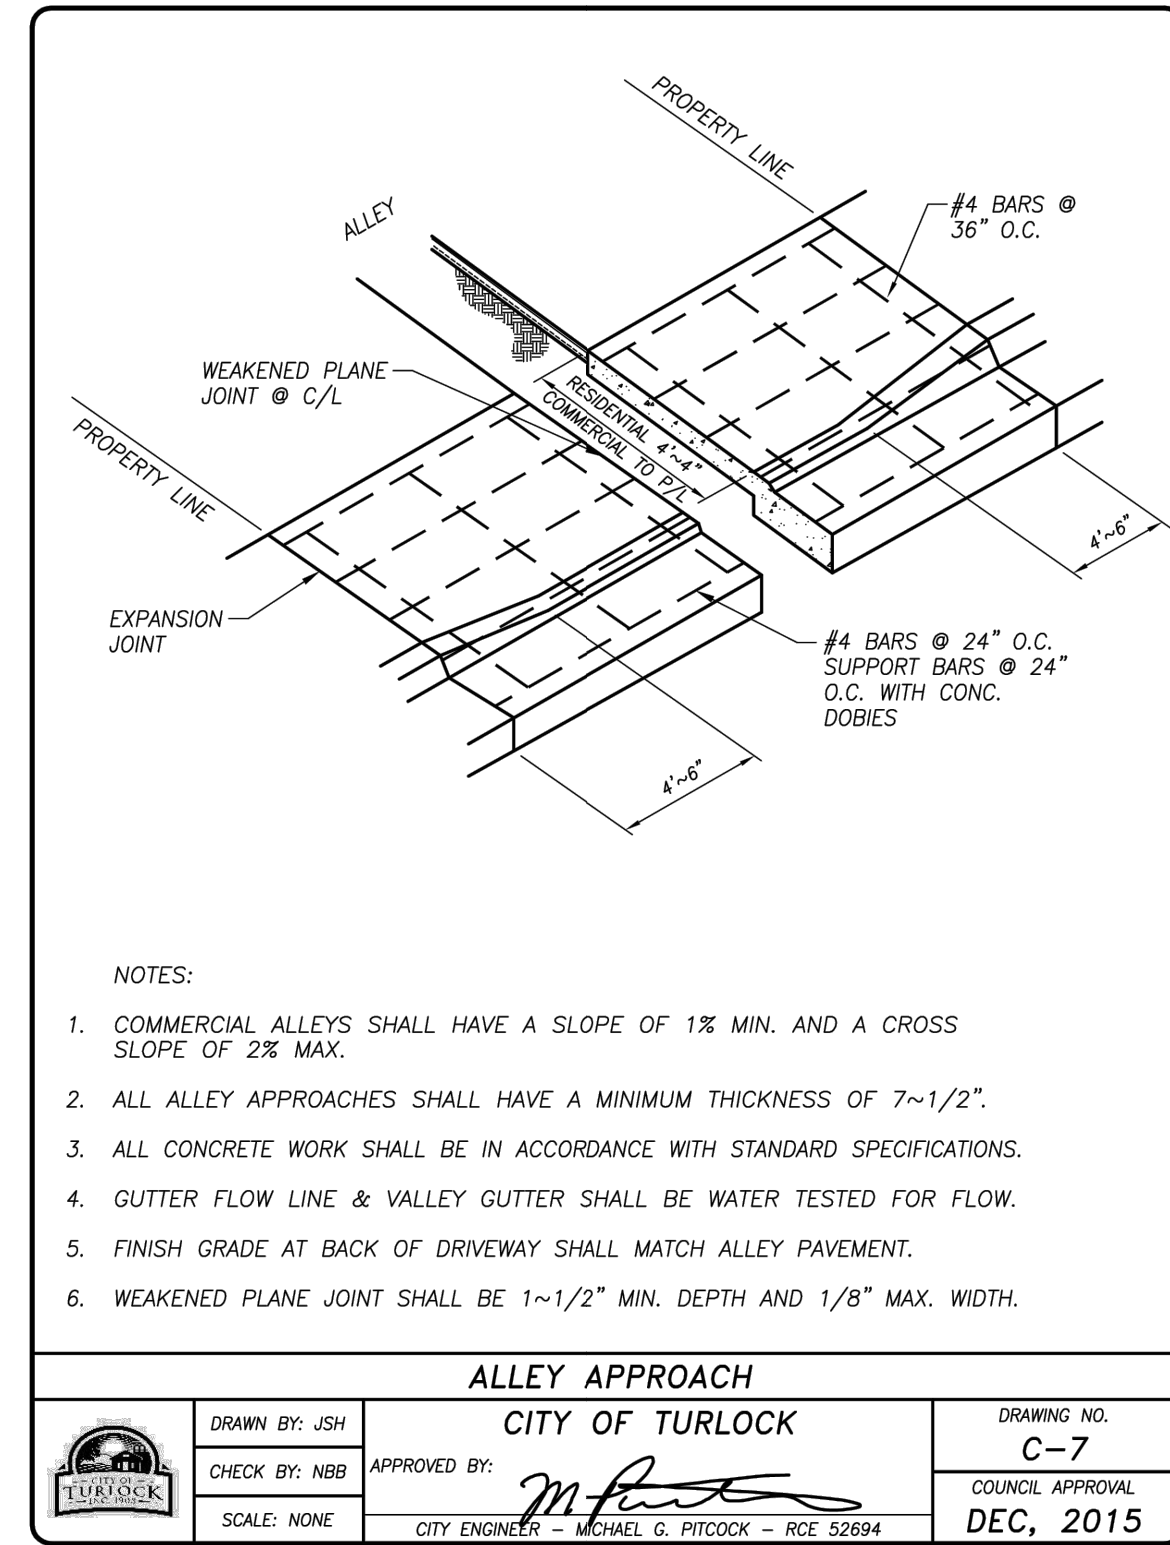 PROPERTY LINE
ALLEY
#4 BARS @
36" O.C.
WEAKENED PLANE
JOINT @ C/L
RESIDENTIAL 4'~4"
COMMERCIAL TO P/L
PROPERTY LINE
4'~6"
EXPANSION
JOINT
#4 BARS @ 24" O.C.
SUPPORT BARS @ 24"
O.C. WITH CONC.
DOBIES
4'~6"
NOTES:
1. COMMERCIAL ALLEYS SHALL HAVE A SLOPE OF 1% MIN. AND A CROSS
SLOPE OF 2% MAX.
2. ALL ALLEY APPROACHES SHALL HAVE A MINIMUM THICKNESS OF 7~1/2".
3. ALL CONCRETE WORK SHALL BE IN ACCORDANCE WITH STANDARD SPECIFICATIONS.
4. GUTTER FLOW LINE & VALLEY GUTTER SHALL BE WATER TESTED FOR FLOW.
5. FINISH GRADE AT BACK OF DRIVEWAY SHALL MATCH ALLEY PAVEMENT.
6. WEAKENED PLANE JOINT SHALL BE 1~1/2" MIN. DEPTH AND 1/8" MAX. WIDTH.
ALLEY APPROACH
CITY OF
TURLOCK
INC. 1908
DRAWN BY: JSH
CHECK BY: NBB
SCALE: NONE
CITY OF TURLOCK
APPROVED BY:
CITY ENGINEER – MICHAEL G. PITCOCK – RCE 52694
DRAWING NO.
C–7
COUNCIL APPROVAL
DEC, 2015